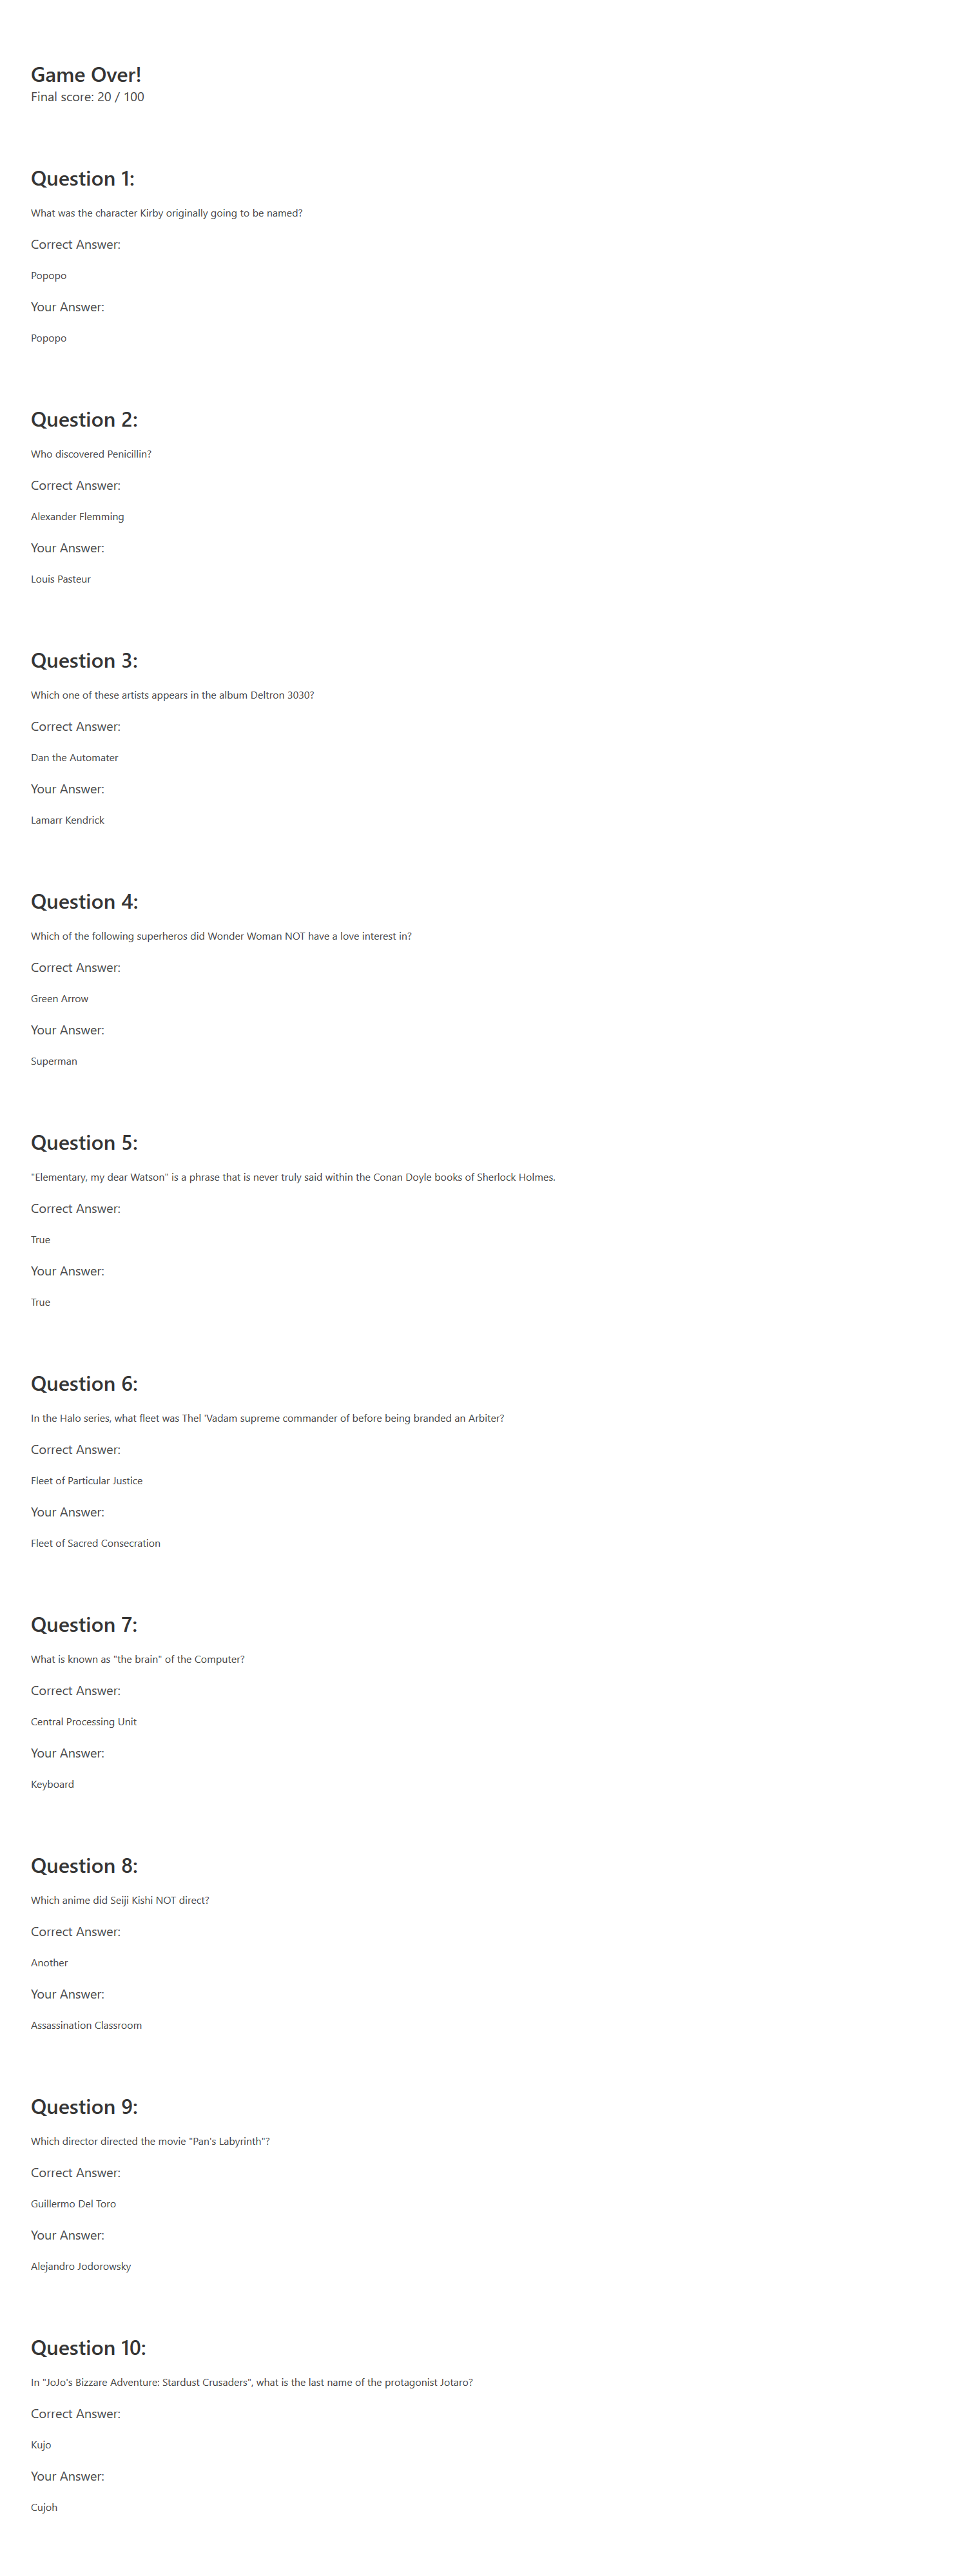 Game Over!
Final score: 20 / 100
Question 1:
What was the character Kirby originally going to be named?
Correct Answer:
Popopo
Your Answer:
Popopo
Question 2:
Who discovered Penicillin?
Correct Answer:
Alexander Flemming
Your Answer:
Louis Pasteur
Question 3:
Which one of these artists appears in the album Deltron 3030?
Correct Answer:
Dan the Automater
Your Answer:
Lamarr Kendrick
Question 4:
Which of the following superheros did Wonder Woman NOT have a love interest in?
Correct Answer:
Green Arrow
Your Answer:
Superman
Question 5:
"Elementary, my dear Watson" is a phrase that is never truly said within the Conan Doyle books of Sherlock Holmes.
Correct Answer:
True
Your Answer:
True
Question 6:
In the Halo series, what fleet was Thel 'Vadam supreme commander of before being branded an Arbiter?
Correct Answer:
Fleet of Particular Justice
Your Answer:
Fleet of Sacred Consecration
Question 7:
What is known as "the brain" of the Computer?
Correct Answer:
Central Processing Unit
Your Answer:
Keyboard
Question 8:
Which anime did Seiji Kishi NOT direct?
Correct Answer:
Another
Your Answer:
Assassination Classroom
Question 9:
Which director directed the movie "Pan's Labyrinth"?
Correct Answer:
Guillermo Del Toro
Your Answer:
Alejandro Jodorowsky
Question 10:
In "JoJo's Bizzare Adventure: Stardust Crusaders", what is the last name of the protagonist Jotaro?
Correct Answer:
Kujo
Your Answer:
Cujoh